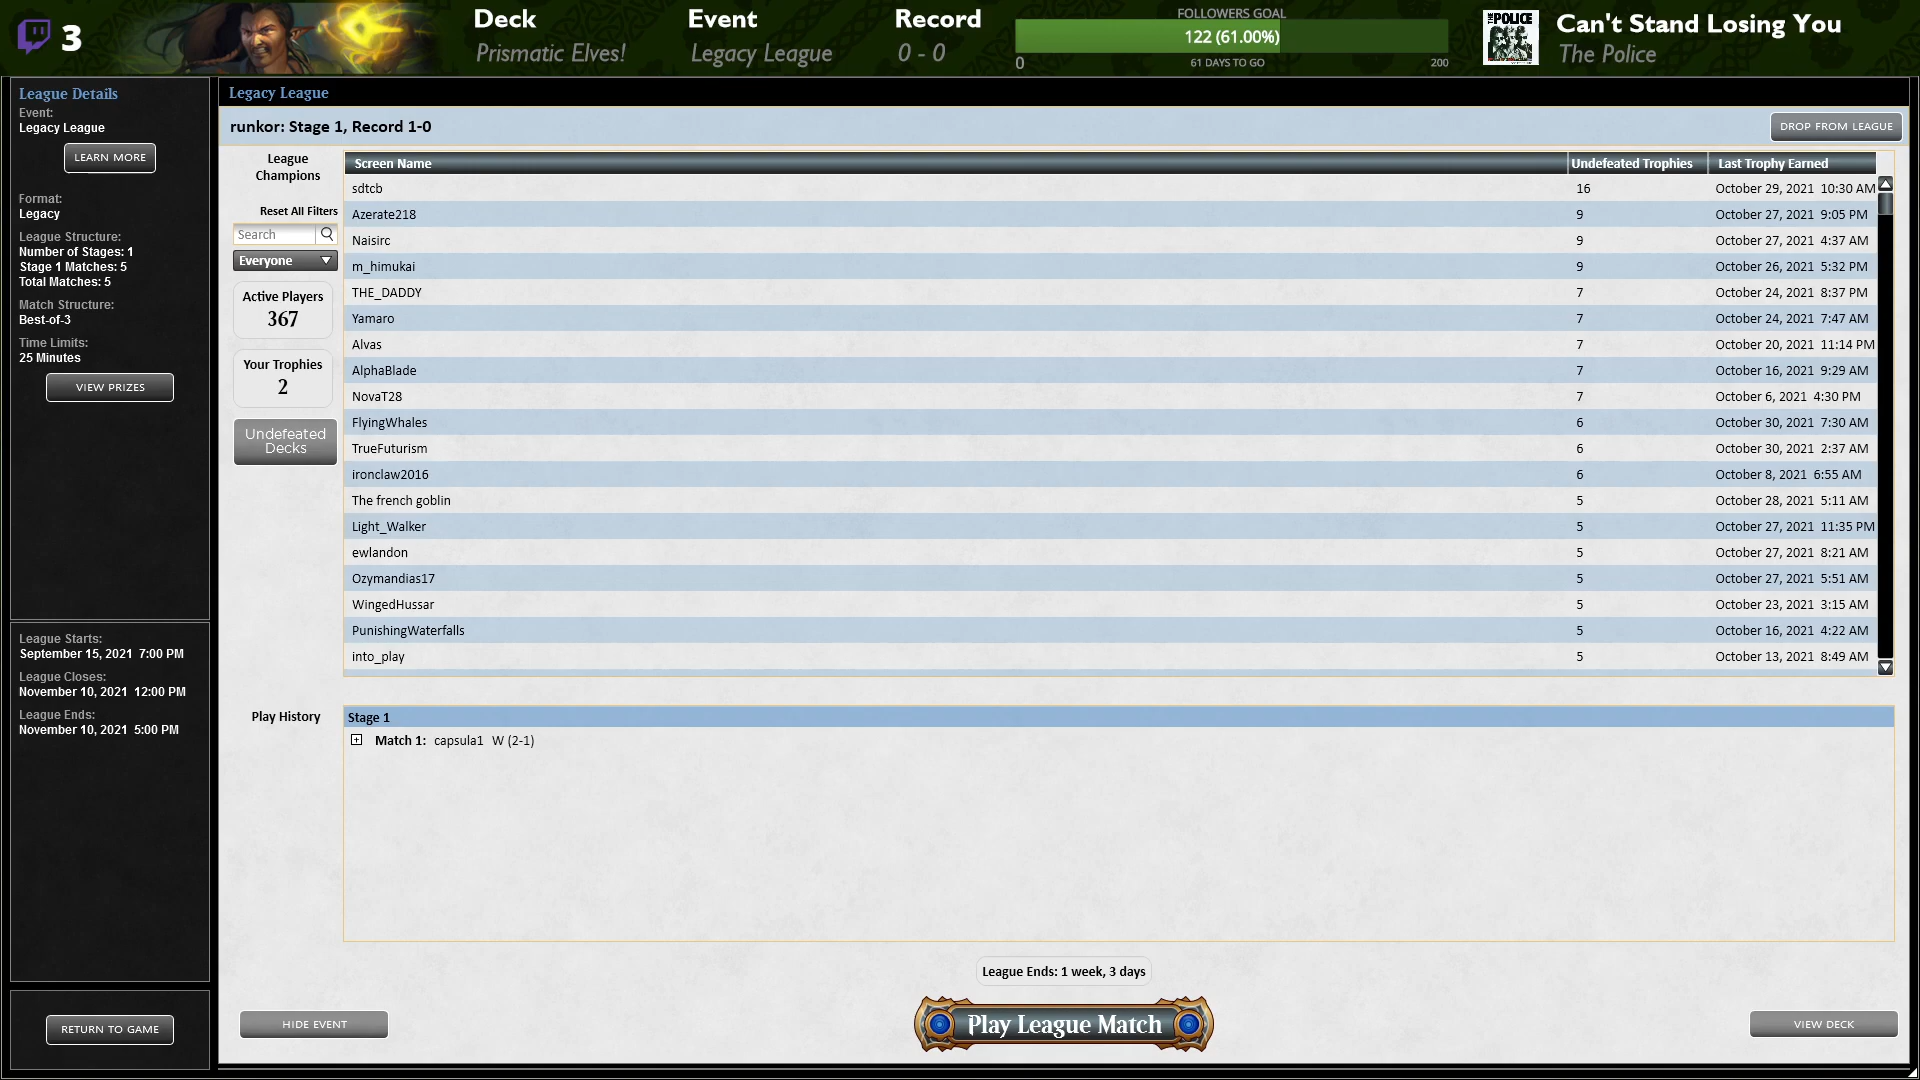 3
Deck
Prismatic Elves!
Event
Legacy League
Record
0 - 0
FOLLOWERS GOAL
122 (61.00%)
0
61 DAYS TO GO
200
THE POLICE
Can't Stand Losing You
The Police
League Details
Event:
Legacy League
LEARN MORE
Format:
Legacy
League Structure:
Number of Stages: 1
Stage 1 Matches: 5
Total Matches: 5
Match Structure:
Best-of-3
Time Limits:
25 Minutes
VIEW PRIZES
League Starts:
September 15, 2021 7:00 PM
League Closes:
November 10, 2021 12:00 PM
League Ends:
November 10, 2021 5:00 PM
RETURN TO GAME
Legacy League
runkor: Stage 1, Record 1-0
DROP FROM LEAGUE
League
Champions
Reset All Filters
Search
Everyone
Active Players
367
Your Trophies
2
Undefeated
Decks
Screen Name Undefeated Trophies Last Trophy Earned
sdtcb 16 October 29, 2021 10:30 AM
Azerate218 9 October 27, 2021 9:05 PM
Naisirc 9 October 27, 2021 4:37 AM
m_himukai 9 October 26, 2021 5:32 PM
THE_DADDY 7 October 24, 2021 8:37 PM
Yamaro 7 October 24, 2021 7:47 AM
Alvas 7 October 20, 2021 11:14 PM
AlphaBlade 7 October 16, 2021 9:29 AM
NovaT28 7 October 6, 2021 4:30 PM
FlyingWhales 6 October 30, 2021 7:30 AM
TrueFuturism 6 October 30, 2021 2:37 AM
ironclaw2016 6 October 8, 2021 6:55 AM
The french goblin 5 October 28, 2021 5:11 AM
Light_Walker 5 October 27, 2021 11:35 PM
ewlandon 5 October 27, 2021 8:21 AM
Ozymandias17 5 October 27, 2021 5:51 AM
WingedHussar 5 October 23, 2021 3:15 AM
PunishingWaterfalls 5 October 16, 2021 4:22 AM
into_play 5 October 13, 2021 8:49 AM
Play History
Stage 1
Match 1: capsula1 W (2-1)
League Ends: 1 week, 3 days
HIDE EVENT
Play League Match
VIEW DECK